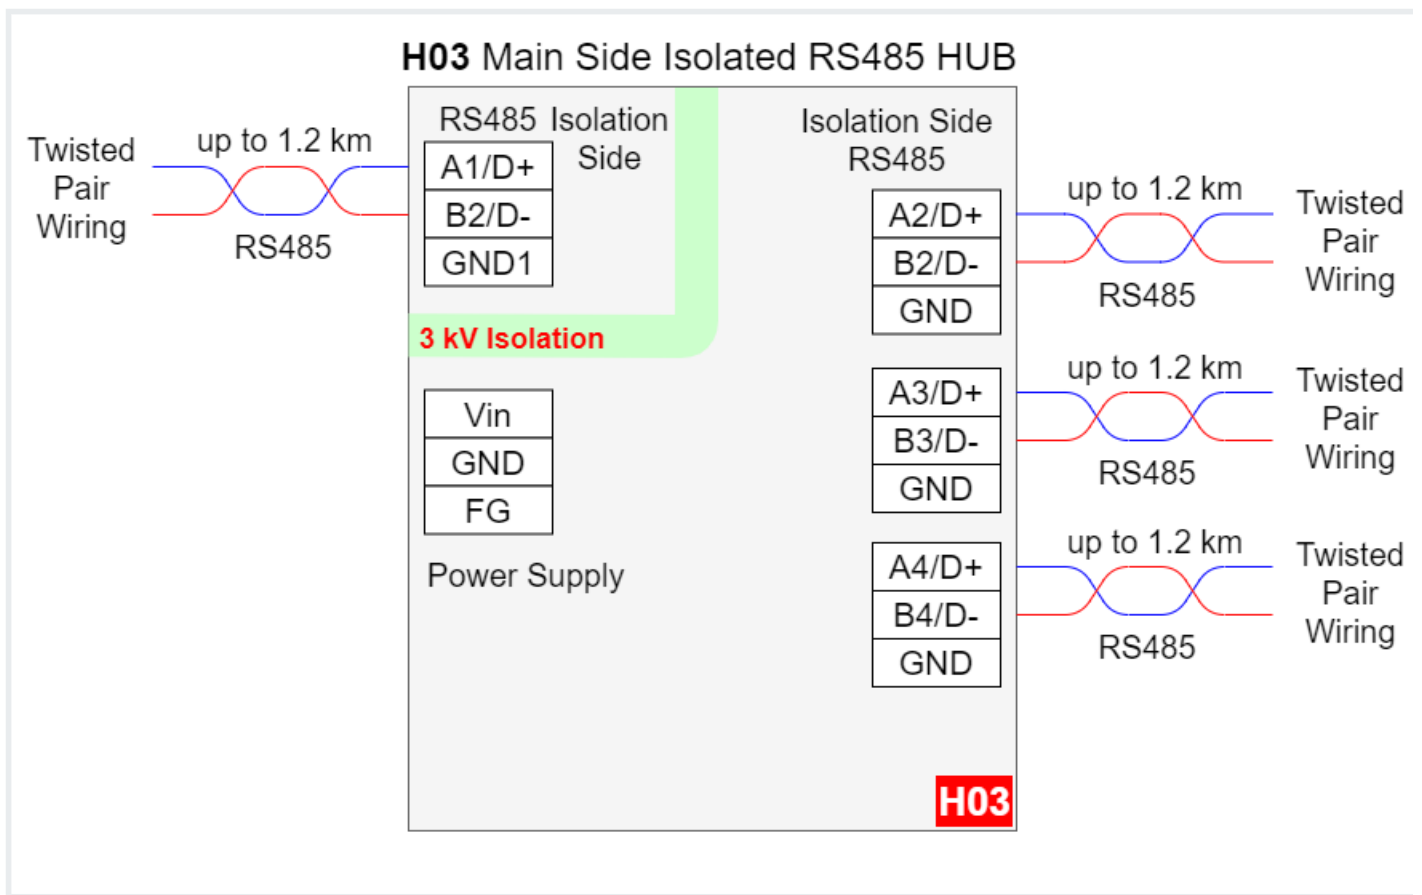 H03 Main Side Isolated RS485 HUB
Twisted
Pair
Wiring
up to 1.2 km
RS485
RS485 Isolation
Side
A1/D+
B2/D-
GND1
3 kV Isolation
Vin
GND
FG
Power Supply
Isolation Side
RS485
A2/D+
B2/D-
GND
up to 1.2 km
RS485
Twisted
Pair
Wiring
A3/D+
B3/D-
GND
up to 1.2 km
RS485
Twisted
Pair
Wiring
A4/D+
B4/D-
GND
up to 1.2 km
RS485
Twisted
Pair
Wiring
H03